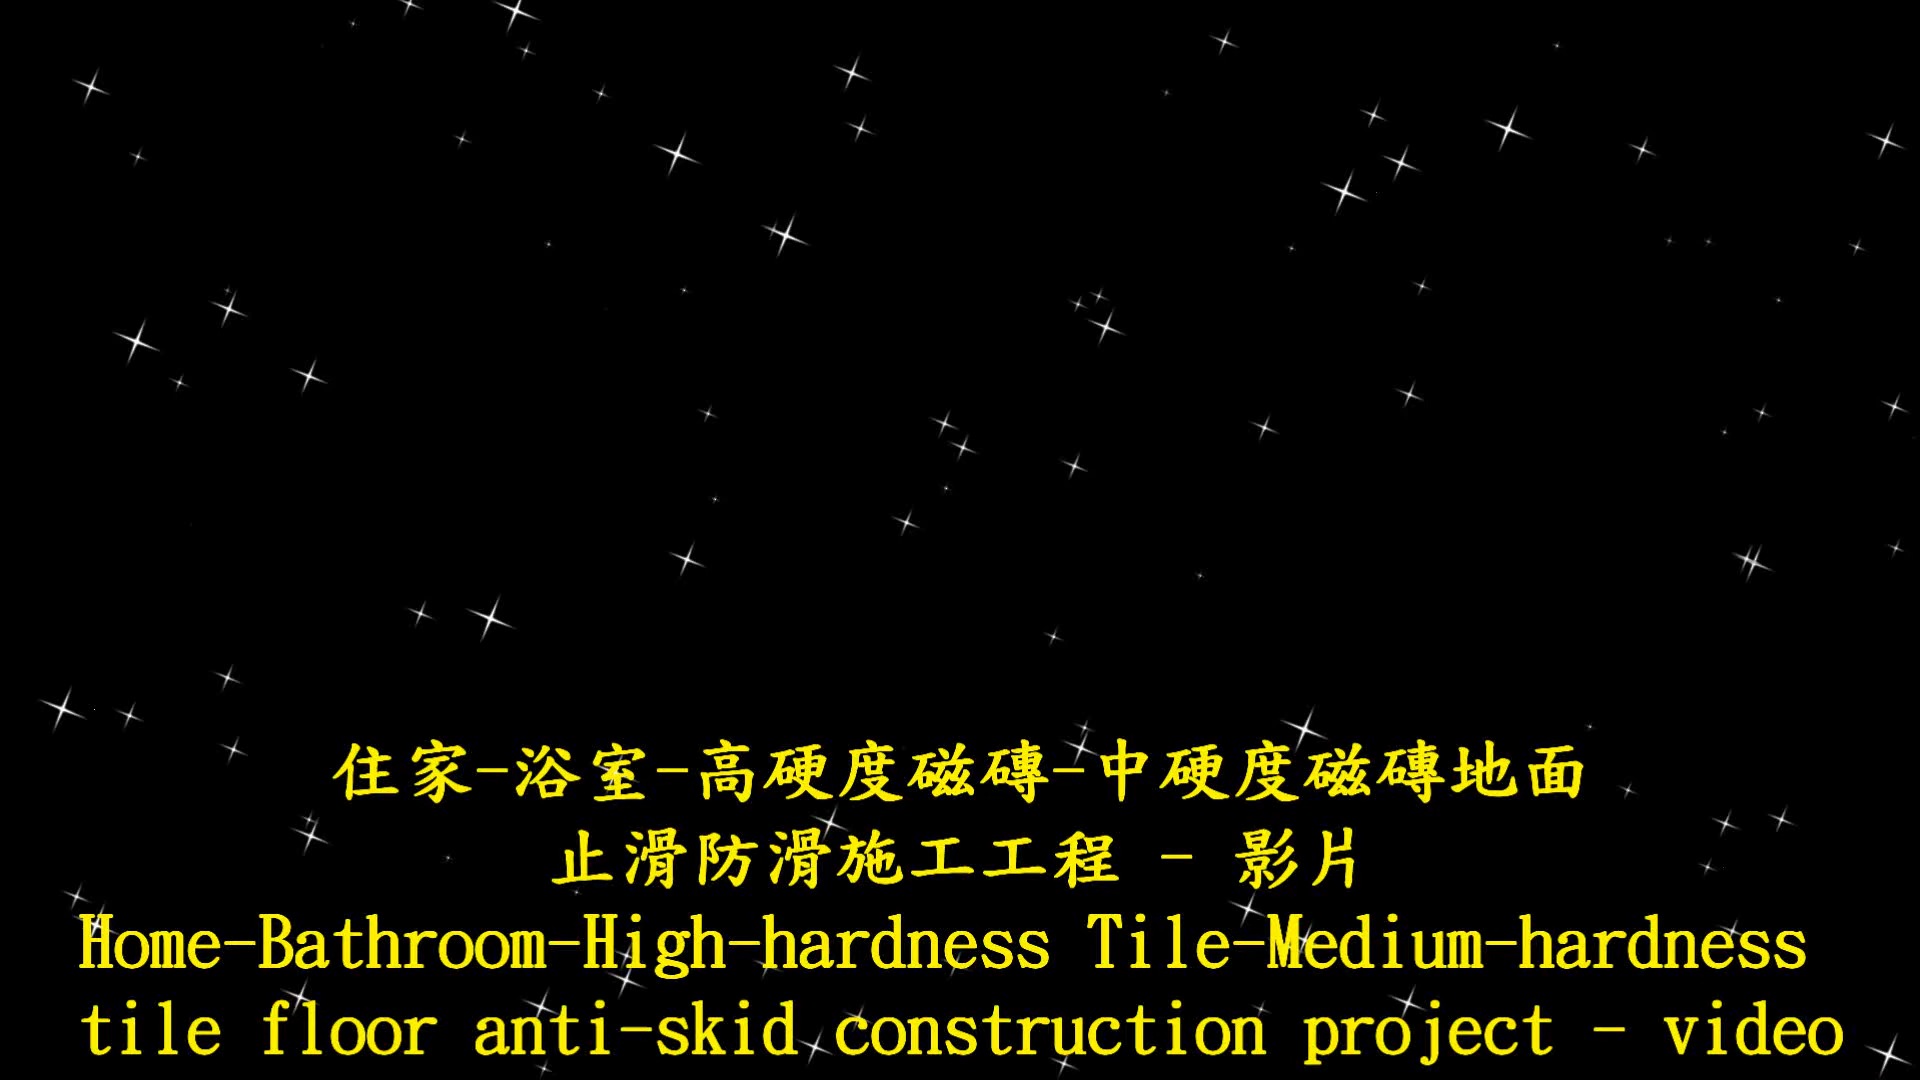 住家-浴室-高硬度磁磚-中硬度磁磚地面
止滑防滑施工工程 - 影片
Home-Bathroom-High-hardness Tile-Medium-hardness
tile floor anti-skid construction project - video